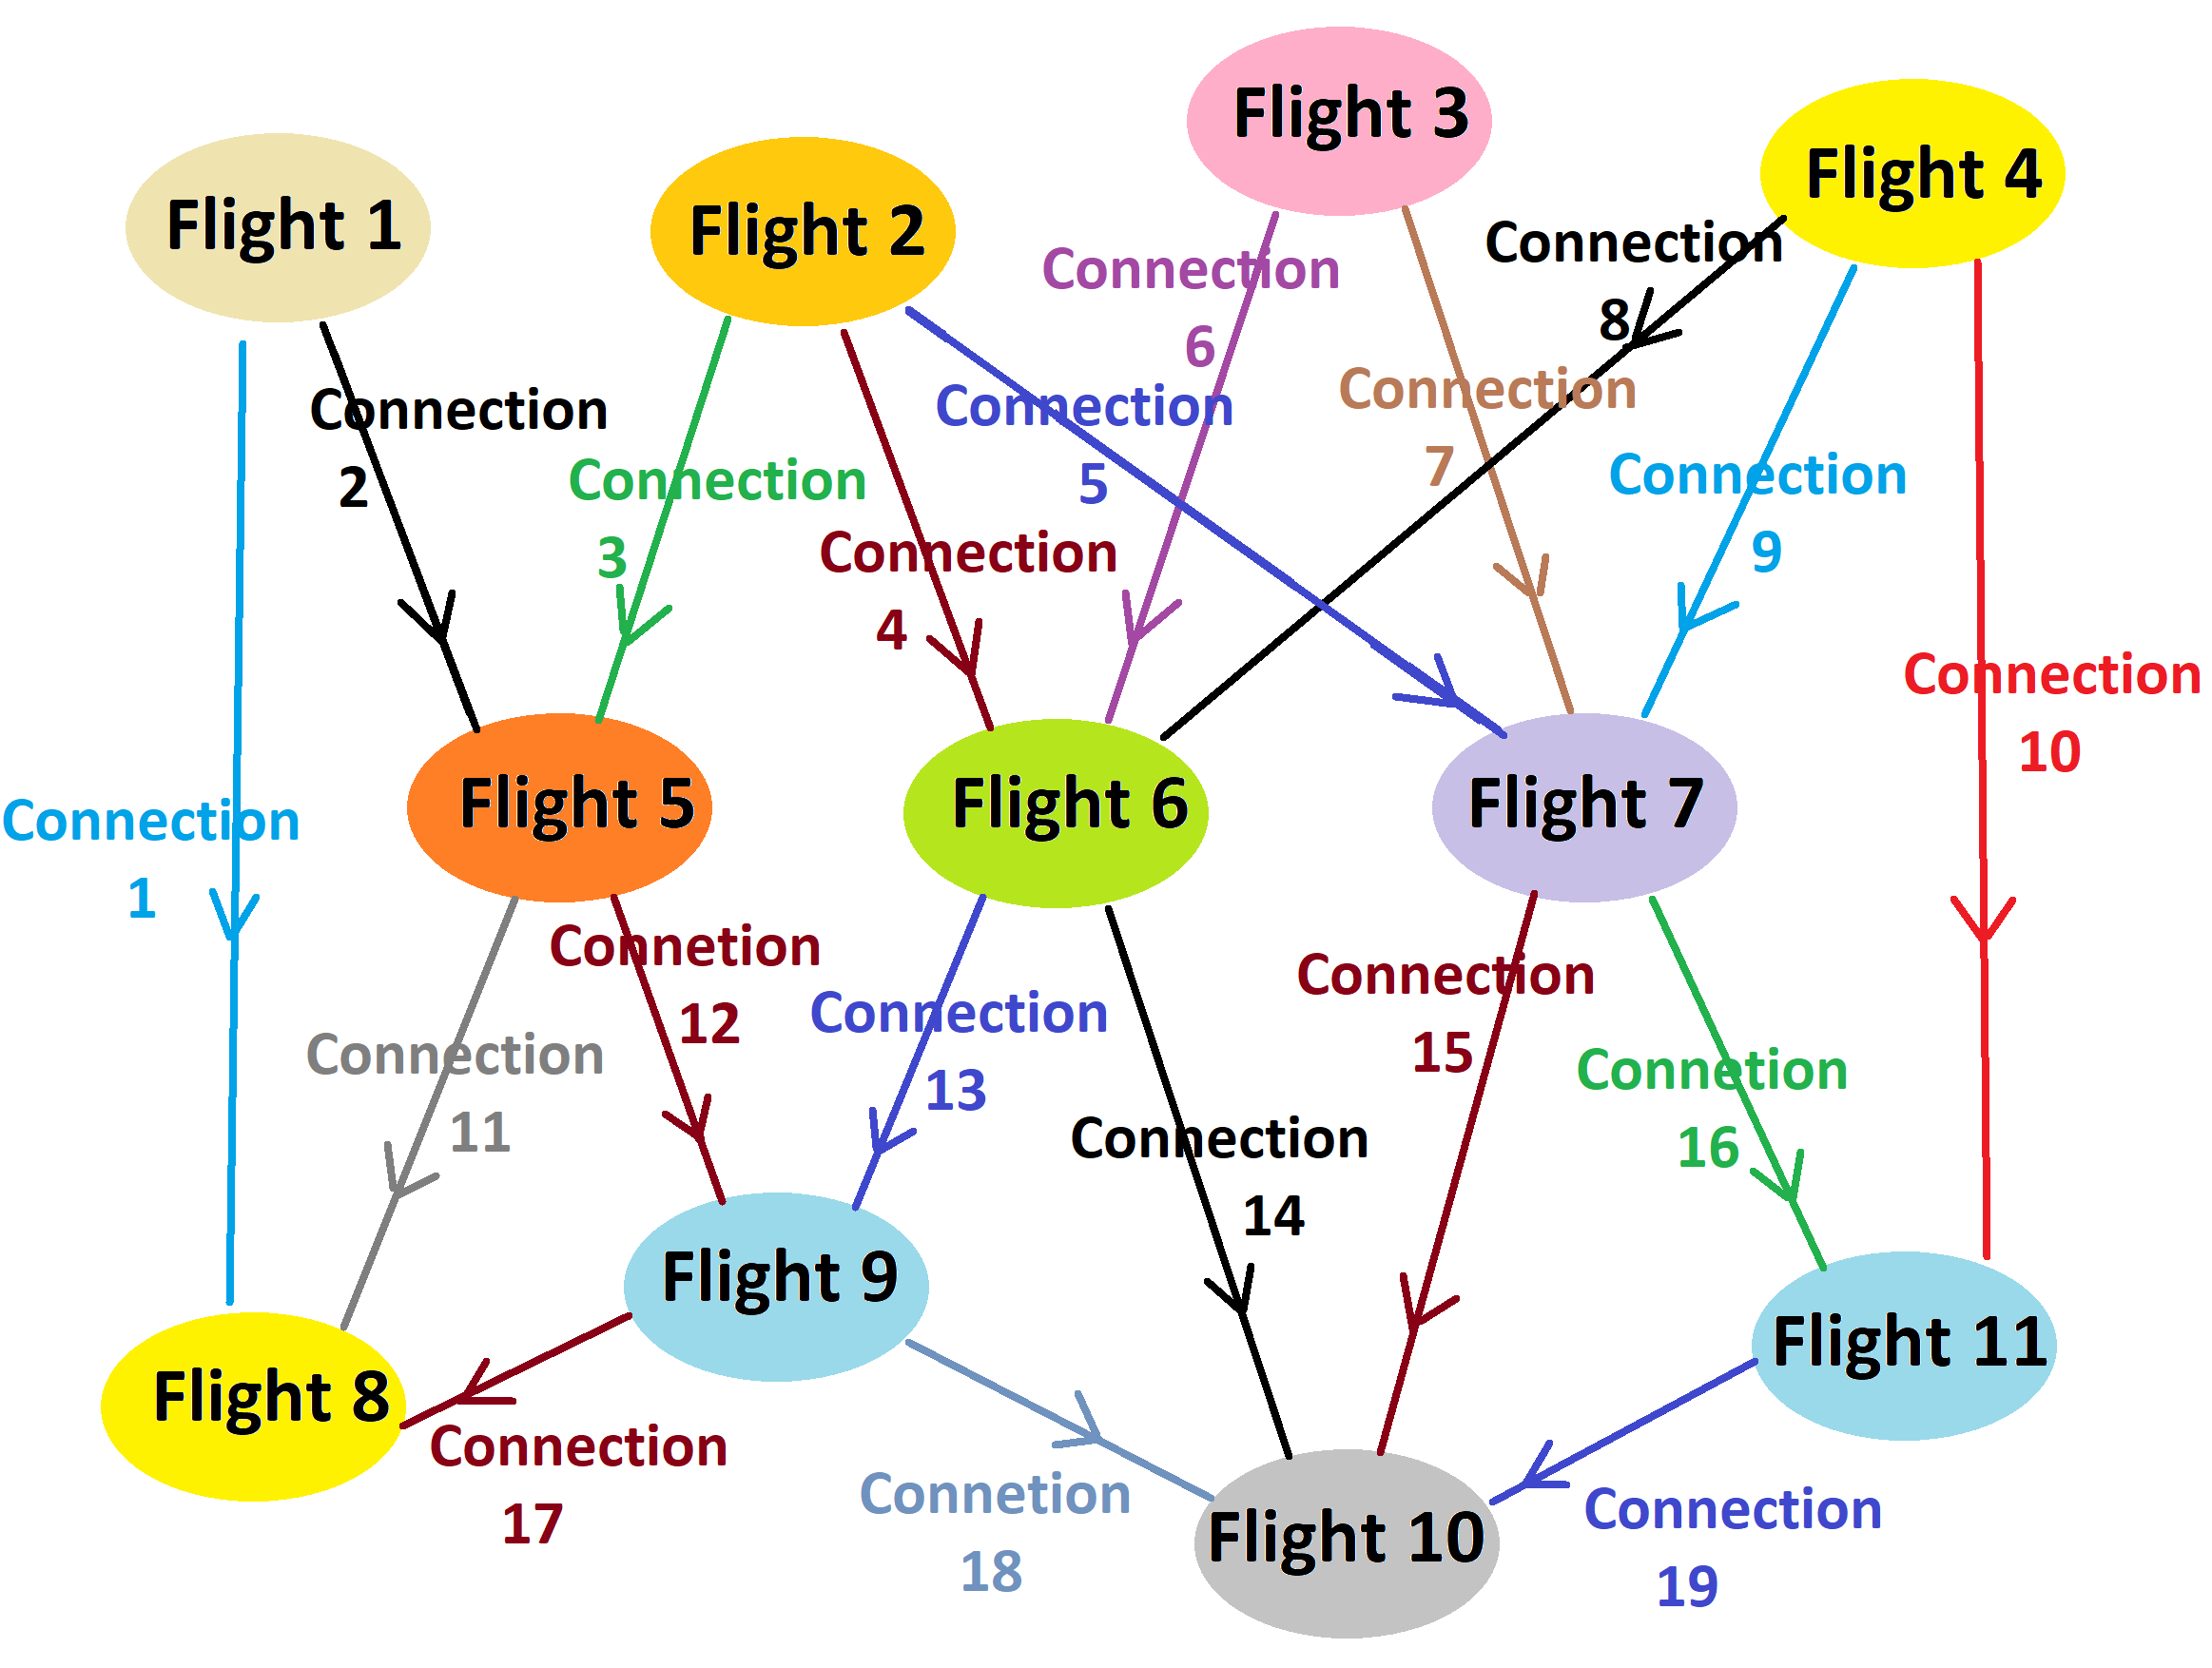 Flight 3
Flight 4
Flight 1
Flight 2
Connection
8
Connection
6
Connection
7
Connection
5
Connection
2
Connection
9
Connection
3
Connection
4
Connection
10
Flight 5
Flight 6
Flight 7
Connection
1
Connetion
12
Connection
15
Connection
13
Connection
11
Connetion
16
Connection
14
Flight 9
Flight 11
Flight 8
Connection
17
Connetion
18
Flight 10
Connection
19